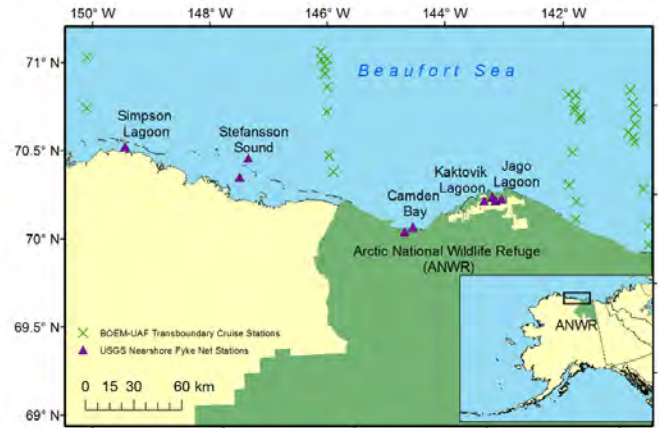 150° W
148° W
146° W
144° W
142° W
71° N
70.5° N
70° N
69.5° N
69° N
Beaufort Sea
Simpson
Lagoon
Stefansson
Sound
Camden
Bay
Kaktovik
Lagoon
Jago
Lagoon
Arctic National Wildlife Refuge
(ANWR)
BOEM-UAF Transboundary Cruise Stations
USGS Nearshore Fyke Net Stations
0 15 30 60 km
ANWR